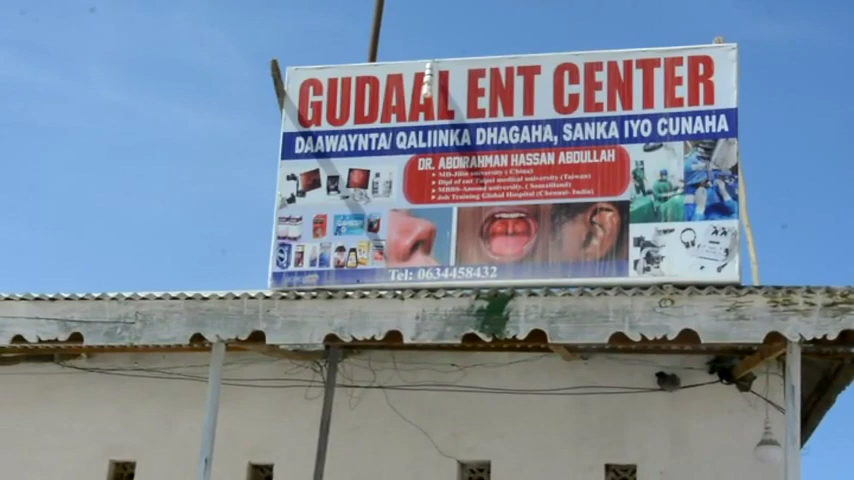 GUDAAL ENT CENTER
DAAWAYNTA/ QALIINKA DHAGAHA, SANKA IYO CUNAHA
DR. ABDIRAHMAN HASSAN ABDULLAH
MD-Jilin university ( China)
Dipl of ent Taipei medical university (Taiwan)
MBBS-Amoud university. ( Somaliland)
Job Training Global Hospital (Chennai- India)
Tel: 0634458432